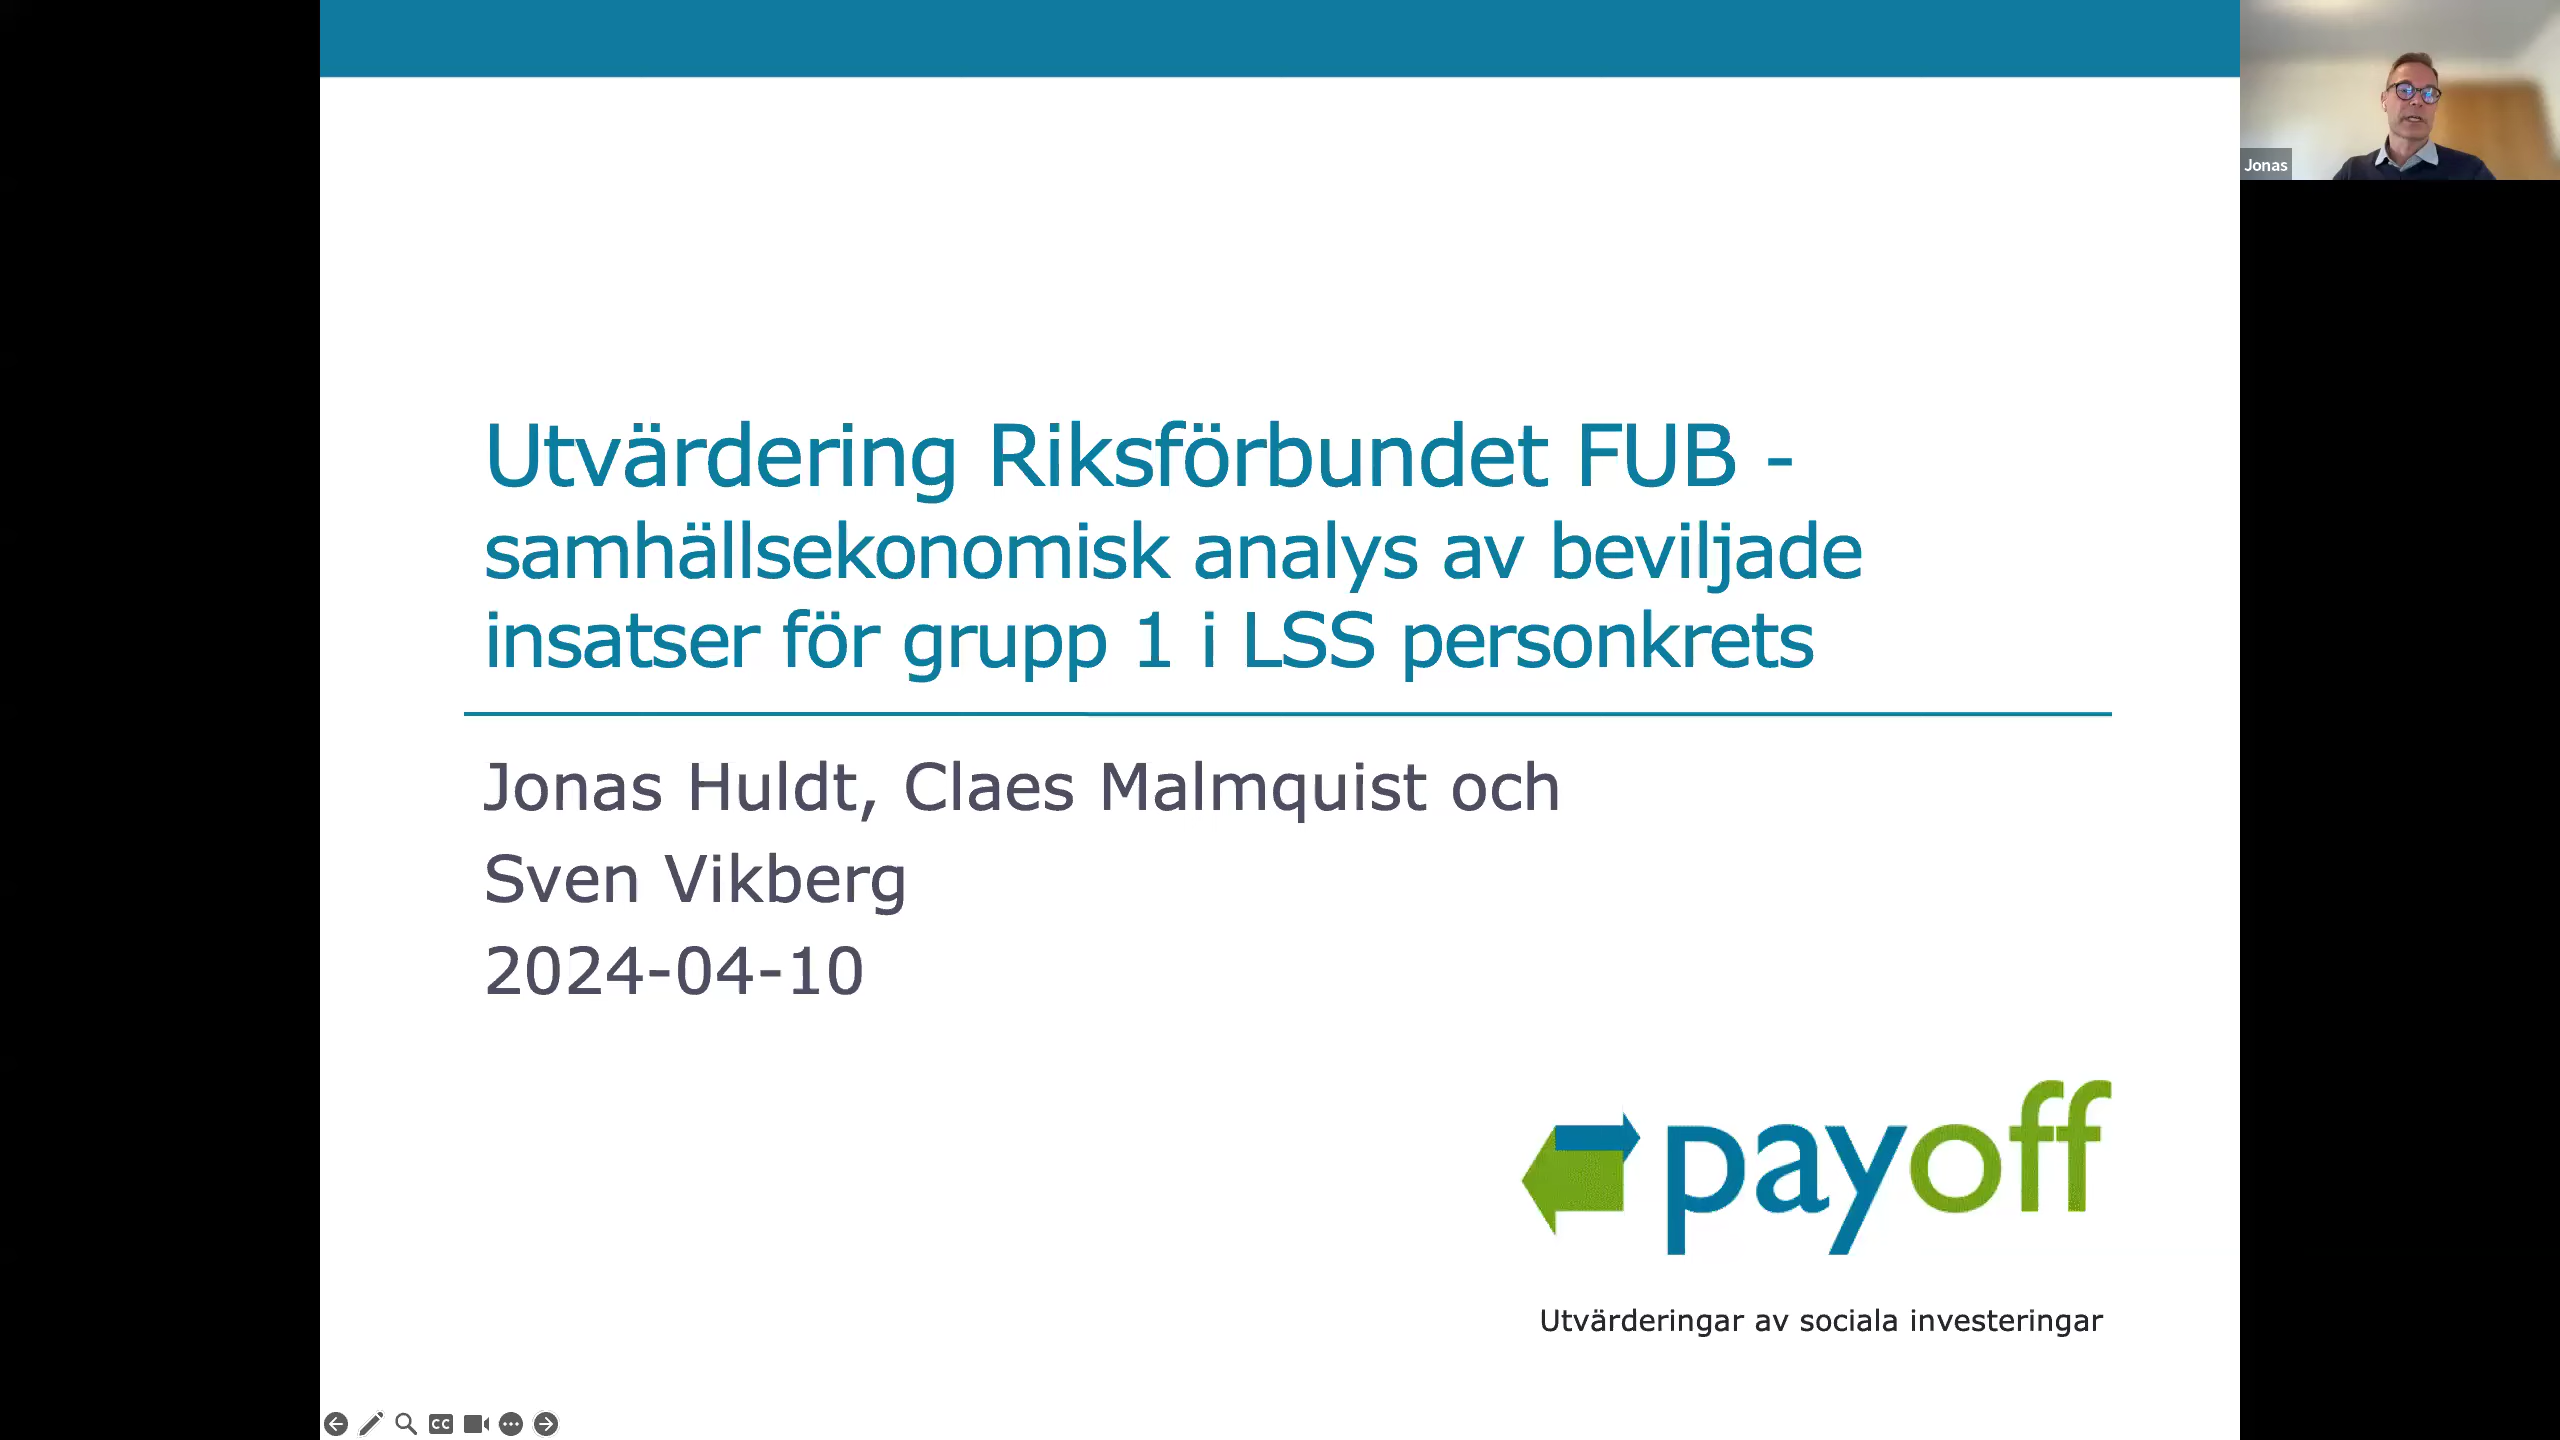 Jonas
Utvärdering Riksförbundet FUB -
samhällsekonomisk analys av beviljade
insatser för grupp 1 i LSS personkrets
Jonas Huldt, Claes Malmquist och
Sven Vikberg
2024-04-10
payoff
Utvärderingar av sociala investeringar
CC